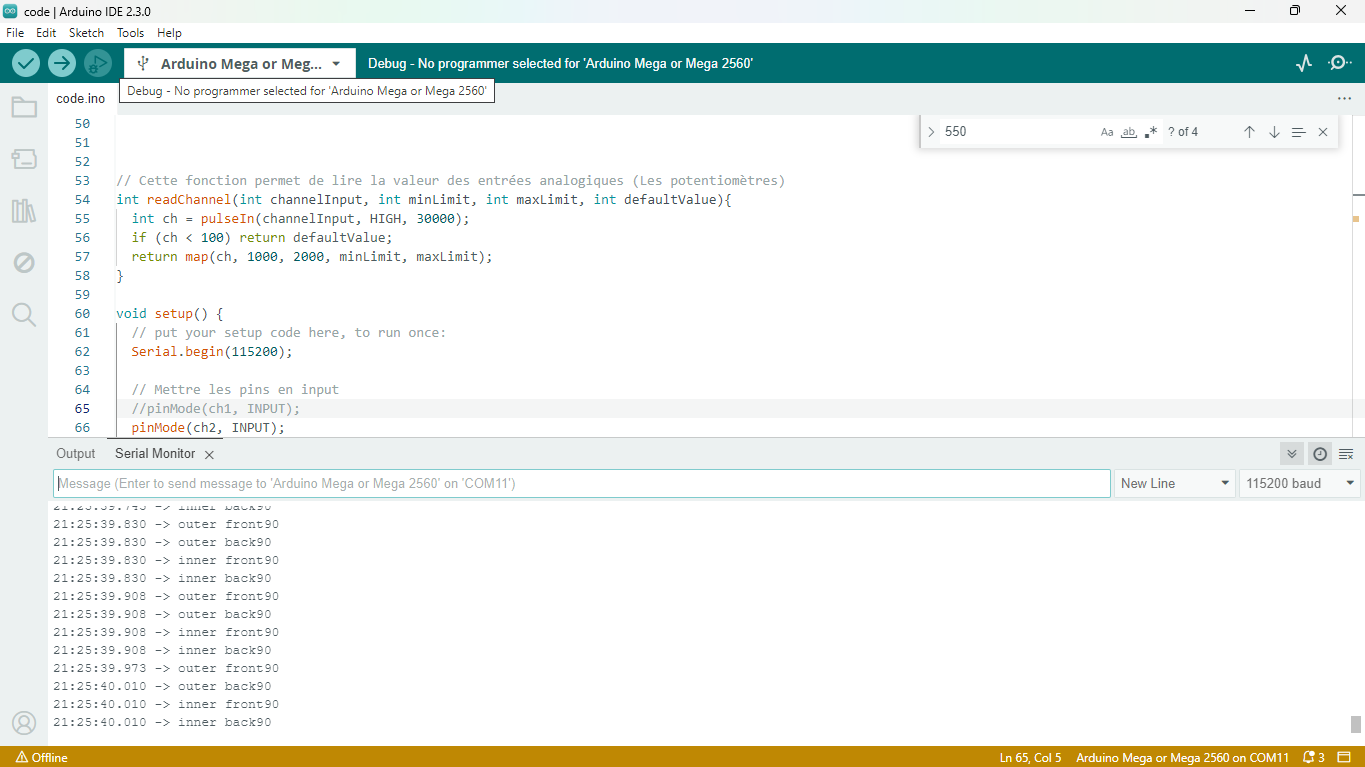 code | Arduino IDE 2.3.0
File Edit Sketch Tools Help
Arduino Mega or Meg...
Debug - No programmer selected for 'Arduino Mega or Mega 2560'
Debug - No programmer selected for 'Arduino Mega or Mega 2560'
code.ino
550
Aa ab .* ? of 4
50
51
52
53 // Cette fonction permet de lire la valeur des entrées analogiques (Les potentiomètres)
54 int readChannel(int channelInput, int minLimit, int maxLimit, int defaultValue){
55 int ch = pulseIn(channelInput, HIGH, 30000);
56 if (ch < 100) return defaultValue;
57 return map(ch, 1000, 2000, minLimit, maxLimit);
58 }
59
60 void setup() {
61 // put your setup code here, to run once:
62 Serial.begin(115200);
63
64 // Mettre les pins en input
65 //pinMode(ch1, INPUT);
66 pinMode(ch2, INPUT);
Output Serial Monitor
Message (Enter to send message to 'Arduino Mega or Mega 2560' on 'COM11')
New Line
115200 baud
21:25:39.745 -> inner back90
21:25:39.830 -> outer front90
21:25:39.830 -> outer back90
21:25:39.830 -> inner front90
21:25:39.830 -> inner back90
21:25:39.908 -> outer front90
21:25:39.908 -> outer back90
21:25:39.908 -> inner front90
21:25:39.908 -> inner back90
21:25:39.973 -> outer front90
21:25:40.010 -> outer back90
21:25:40.010 -> inner front90
21:25:40.010 -> inner back90
Offline
Ln 65, Col 5 Arduino Mega or Mega 2560 on COM11 3